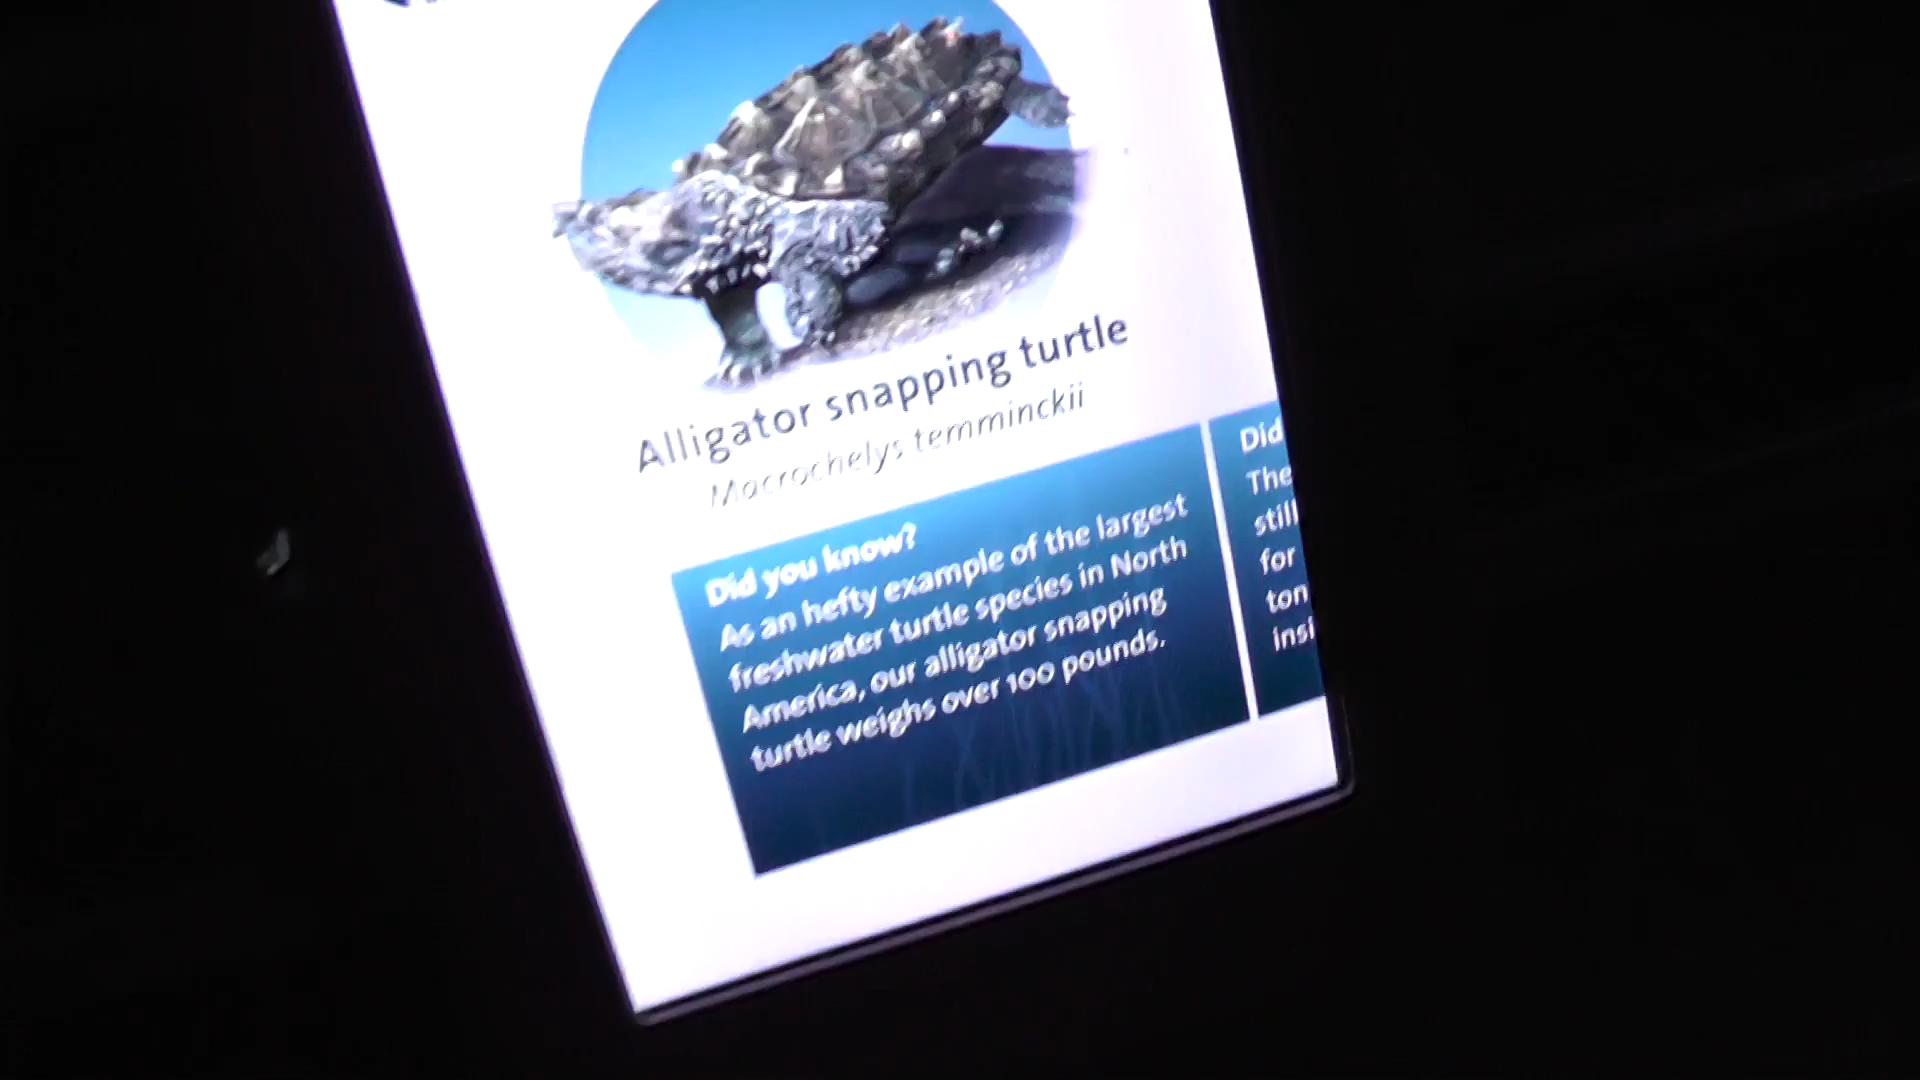 Alligator snapping turtle
Macrochelys temminckii
Did you know?
As an hefty example of the largest
freshwater turtle species in North
America, our alligator snapping
turtle weighs over 100 pounds.
Did
The
still
for
ton
insi